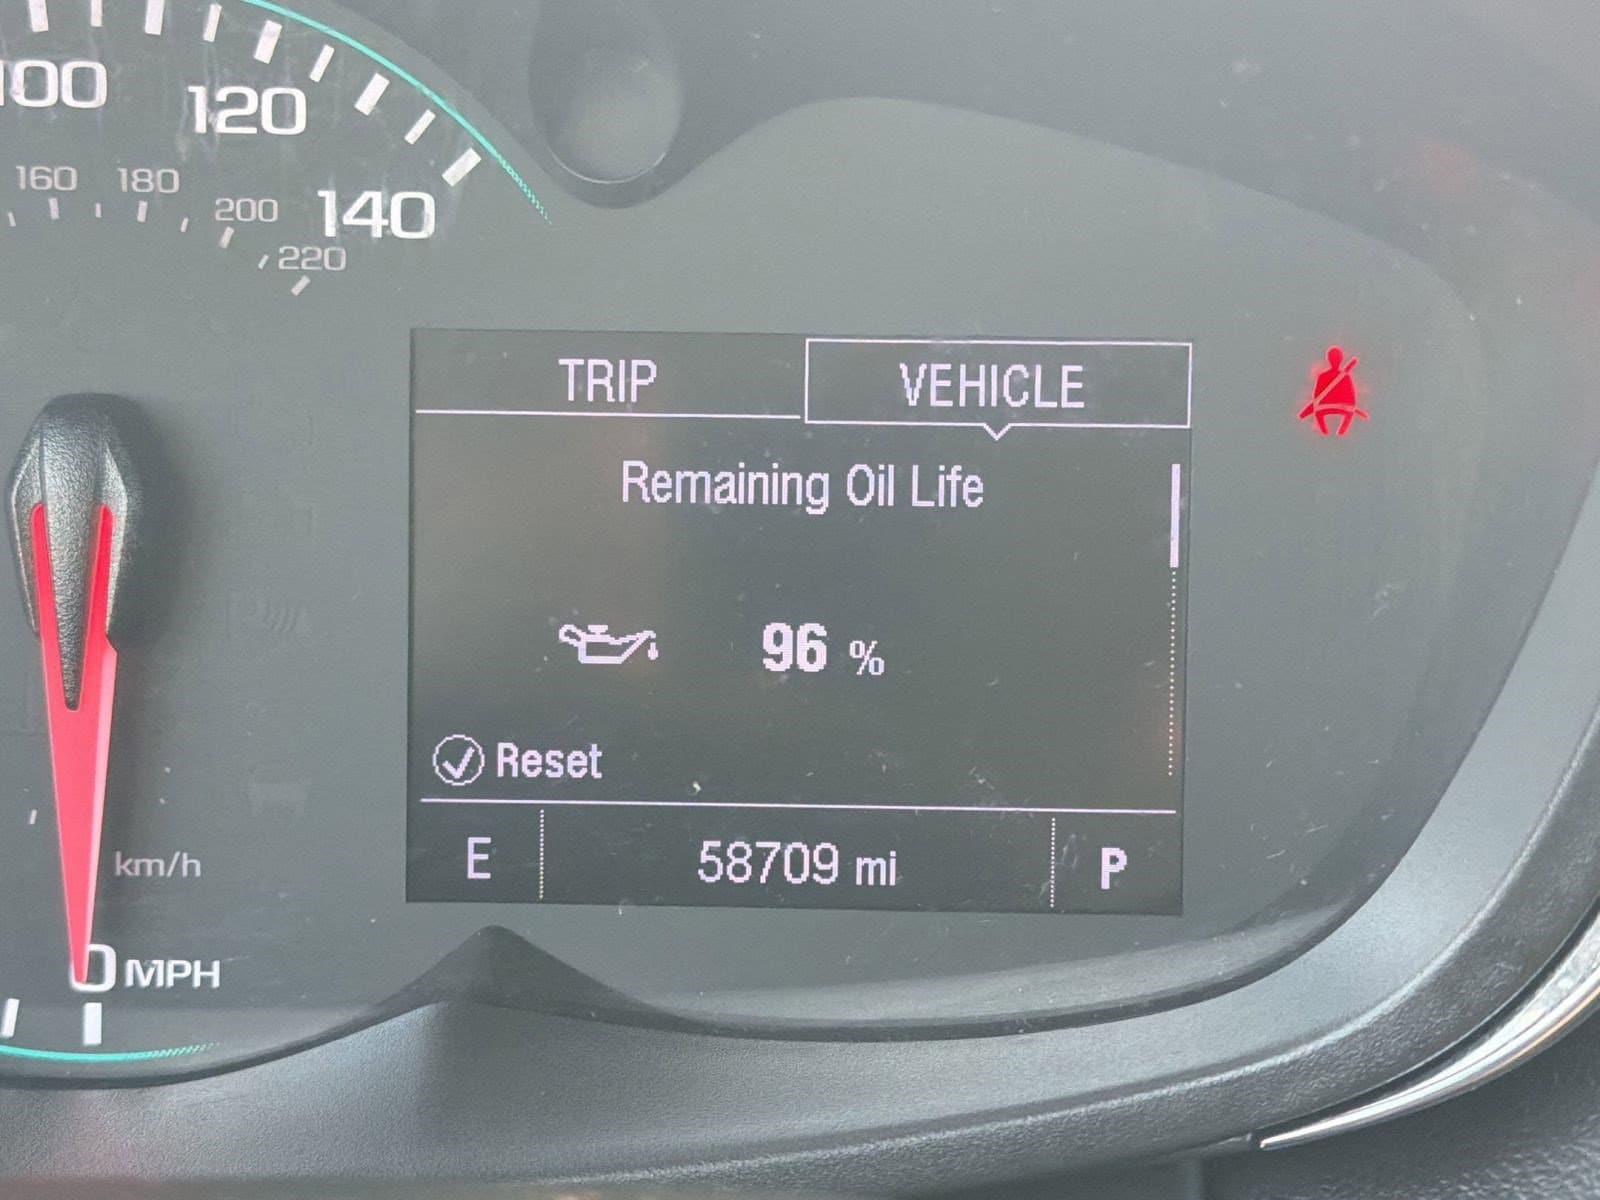 100
120
140
160
180
200
220
TRIP
VEHICLE
Remaining Oil Life
96 %
Reset
E
58709 mi
P
km/h
0 MPH